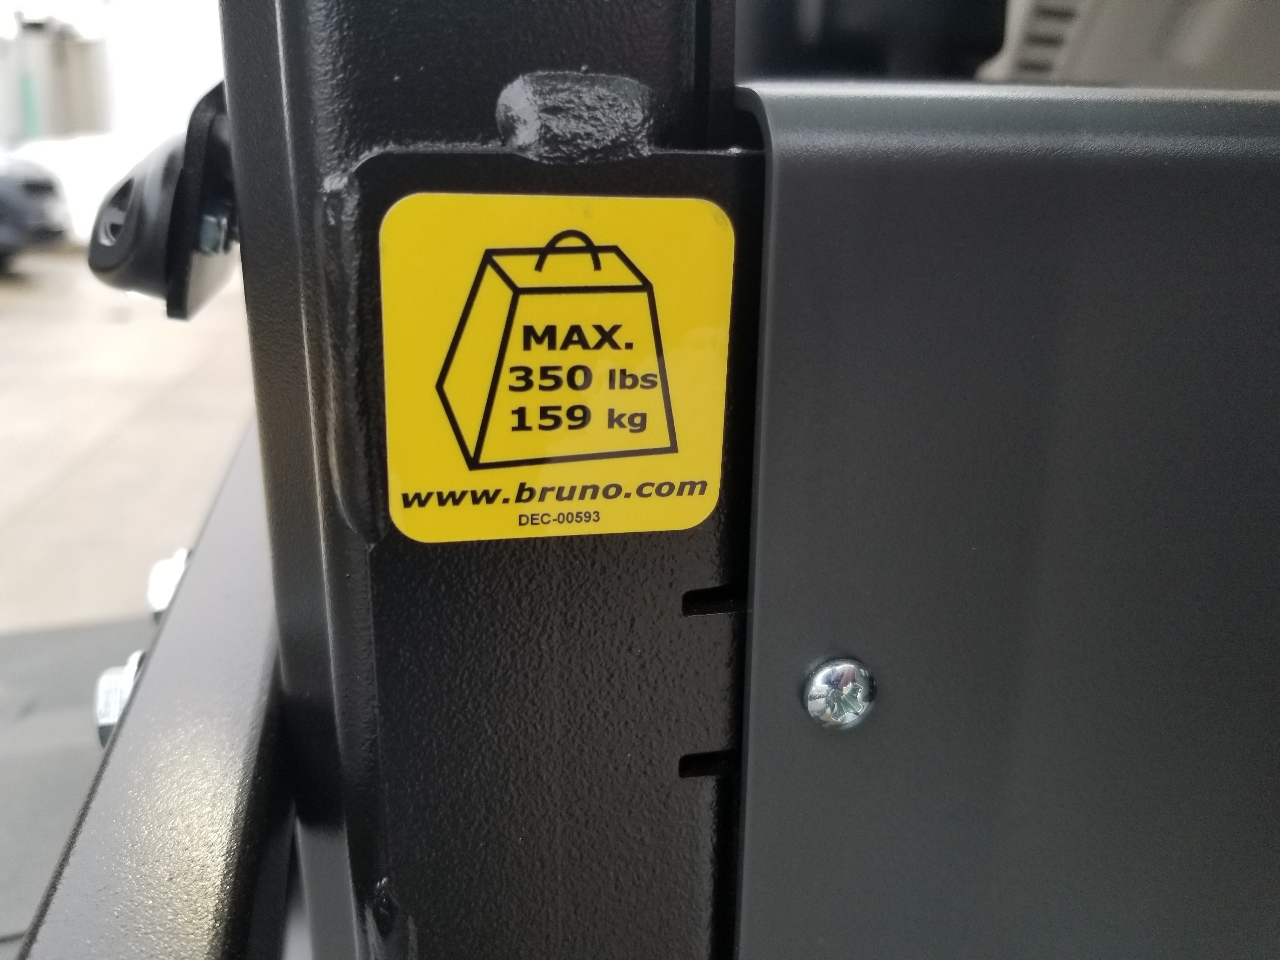 MAX.
350 lbs
159 kg
www.bruno.com
DEC-00593